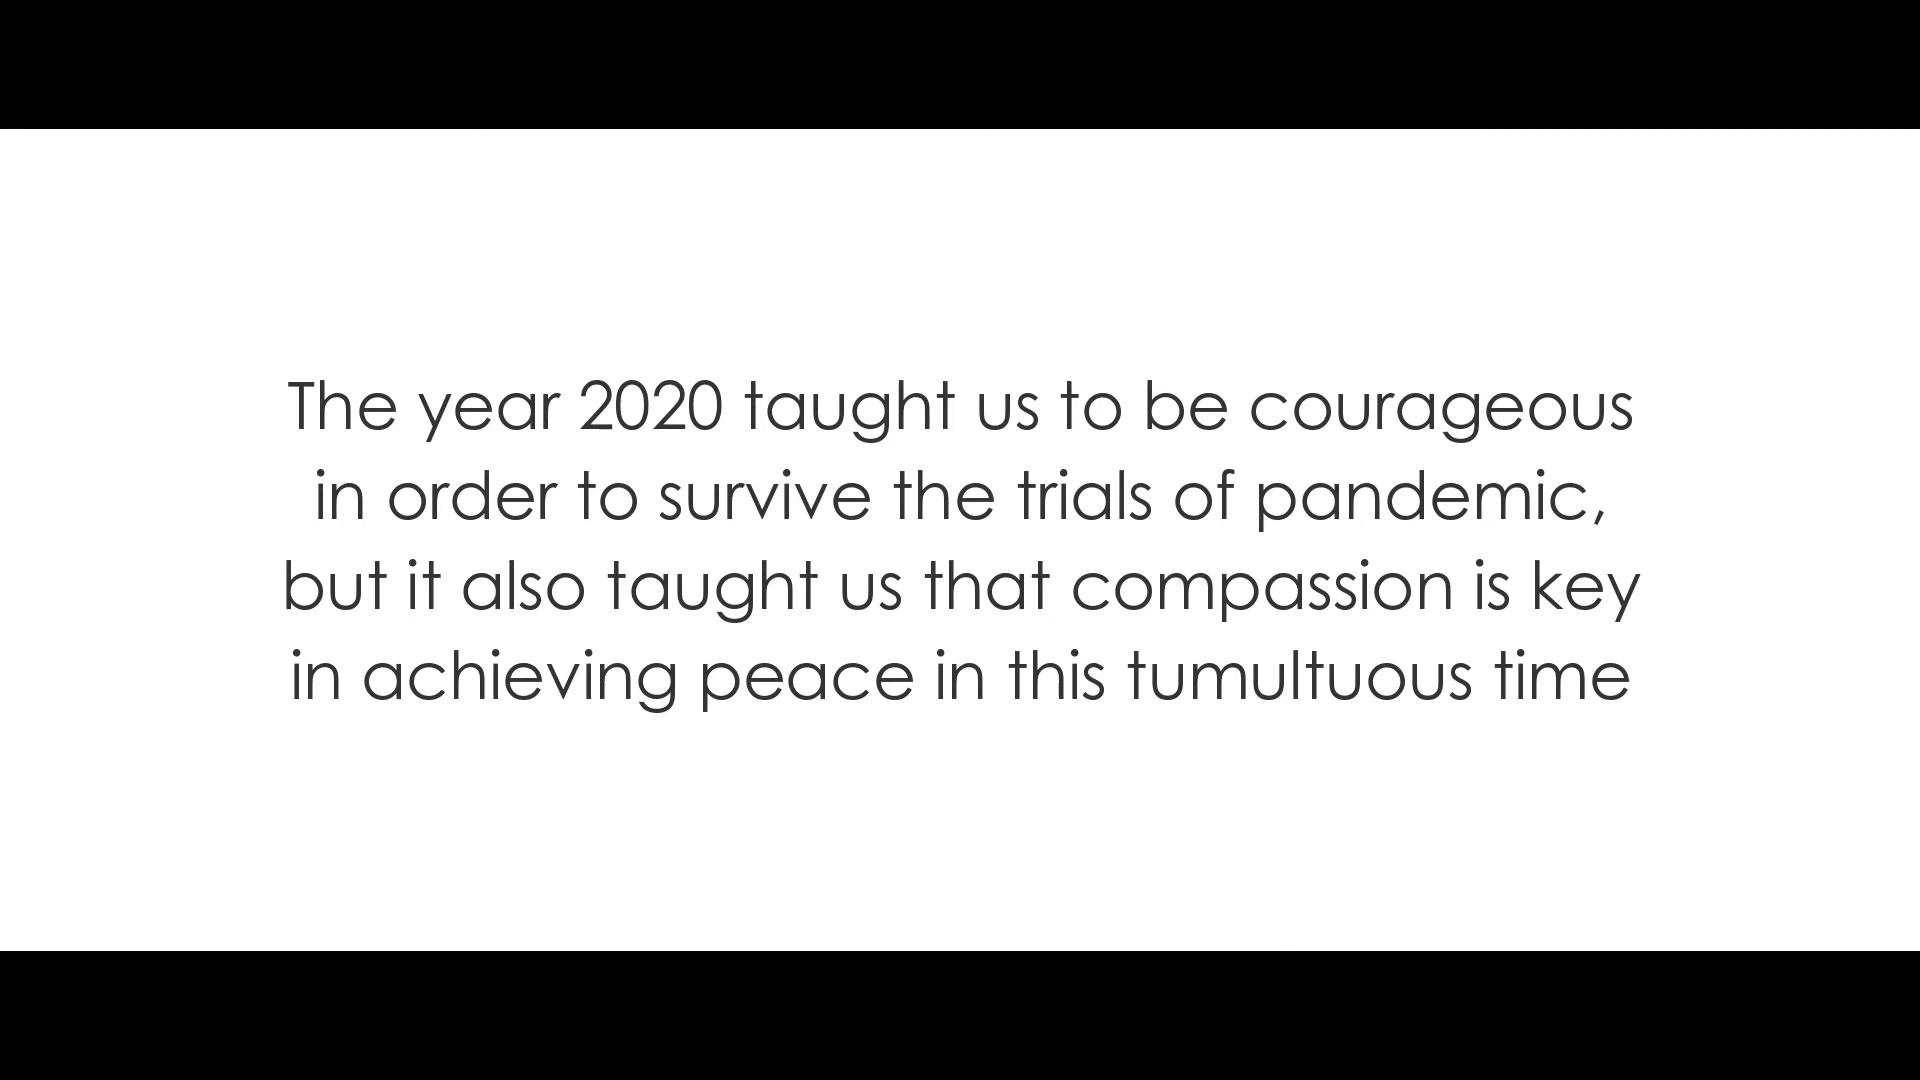 The year 2020 taught us to be courageous
in order to survive the trials of pandemic,
but it also taught us that compassion is key
in achieving peace in this tumultuous time